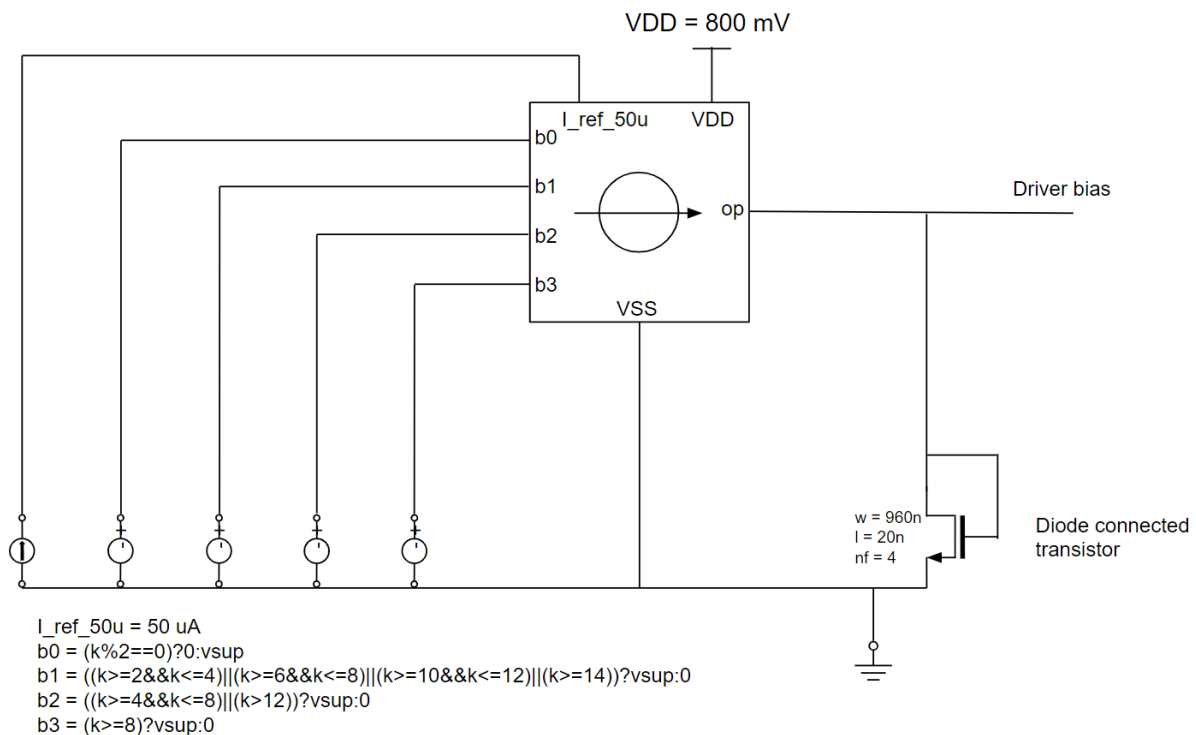 VDD = 800 mV
I_ref_50u
VDD
b0
b1
Driver bias
op
b2
b3
VSS
w = 960n
l = 20n
nf = 4
Diode connected
transistor
I_ref_50u = 50 uA
b0 = (k%2==0)?0:vsup
b1 = ((k>=2&&k<=4)||(k>=6&&k<=8)||(k>=10&&k<=12)||(k>=14))?vsup:0
b2 = ((k>=4&&k<=8)||(k>12))?vsup:0
b3 = (k>=8)?vsup:0